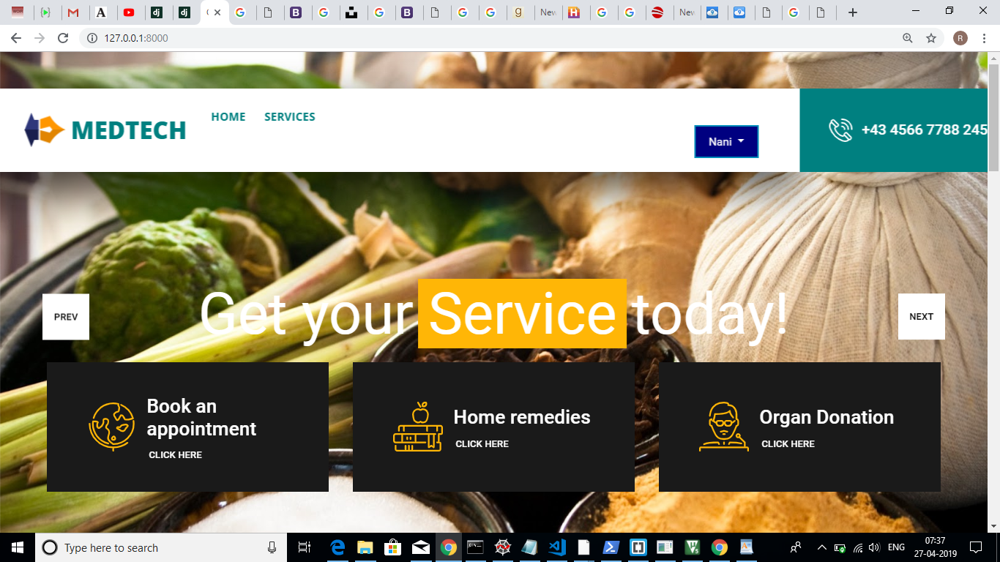 New
New
127.0.0.1:8000
R
MEDTECH
HOME SERVICES
Nani
+43 4566 7788 245
Get your Service today!
PREV
NEXT
Book an
appointment
CLICK HERE
Home remedies
CLICK HERE
Organ Donation
CLICK HERE
Type here to search
ENG
07:37
27-04-2019